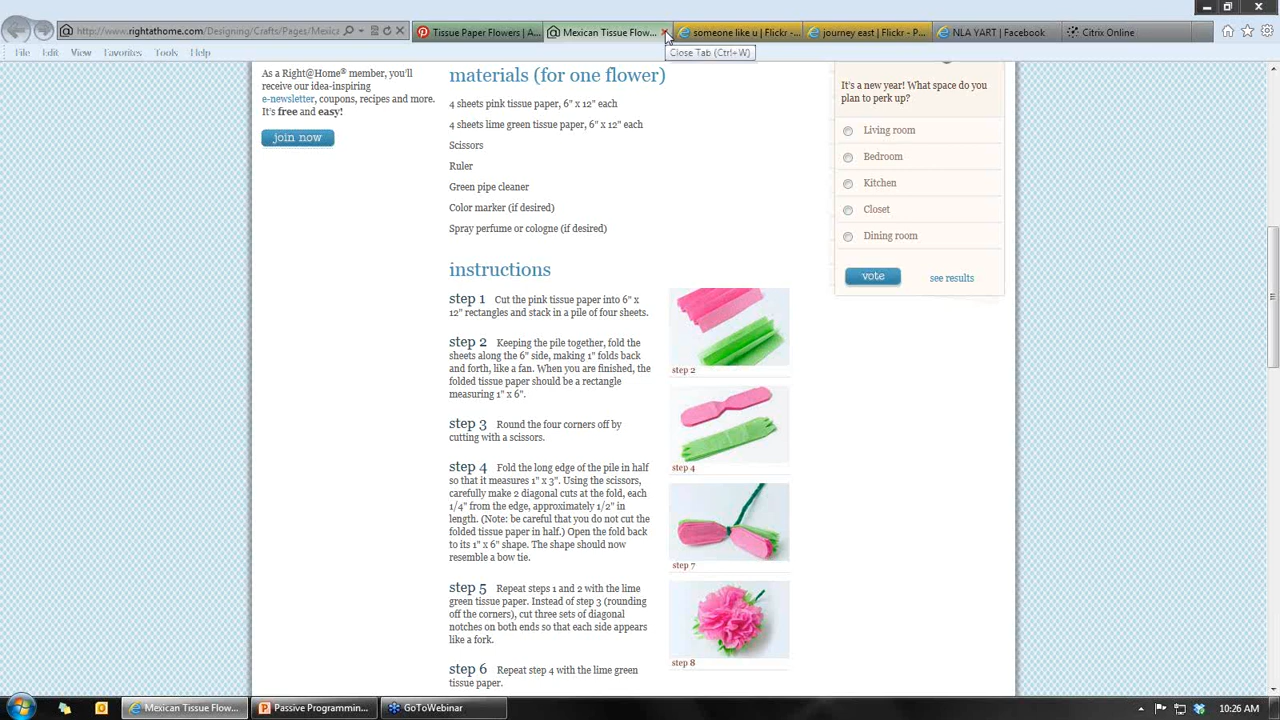 http://www.rightathome.com/Designing/Crafts/Pages/Mexic
Tissue Paper Flowers | A...
Mexican Tissue Flow...
someone like u | Flickr -...
journey east | Flickr - P...
NLA YART | Facebook
Citrix Online
File Edit View Favorites Tools Help
Close Tab (Ctrl+W)
As a Right@Home® member, you'll
receive our idea-inspiring
e-newsletter, coupons, recipes and more.
It's free and easy!
join now
materials (for one flower)
4 sheets pink tissue paper, 6" x 12" each
4 sheets lime green tissue paper, 6" x 12" each
Scissors
Ruler
Green pipe cleaner
Color marker (if desired)
Spray perfume or cologne (if desired)
instructions
step 1 Cut the pink tissue paper into 6" x
12" rectangles and stack in a pile of four sheets.
step 2 Keeping the pile together, fold the
sheets along the 6" side, making 1" folds back
and forth, like a fan. When you are finished, the
folded tissue paper should be a rectangle
measuring 1" x 6".
step 3 Round the four corners off by
cutting with a scissors.
step 4 Fold the long edge of the pile in half
so that it measures 1" x 3". Using the scissors,
carefully make 2 diagonal cuts at the fold, each
1/4" from the edge, approximately 1/2" in
length. (Note: be careful that you do not cut the
folded tissue paper in half.) Open the fold back
to its 1" x 6" shape. The shape should now
resemble a bow tie.
step 5 Repeat steps 1 and 2 with the lime
green tissue paper. Instead of step 3 (rounding
off the corners), cut three sets of diagonal
notches on both ends so that each side appears
like a fork.
step 6 Repeat step 4 with the lime green
tissue paper.
step 2
step 4
step 7
step 8
It's a new year! What space do you
plan to perk up?
Living room
Bedroom
Kitchen
Closet
Dining room
vote
see results
Mexican Tissue Flow...
Passive Programmin...
GoToWebinar
10:26 AM